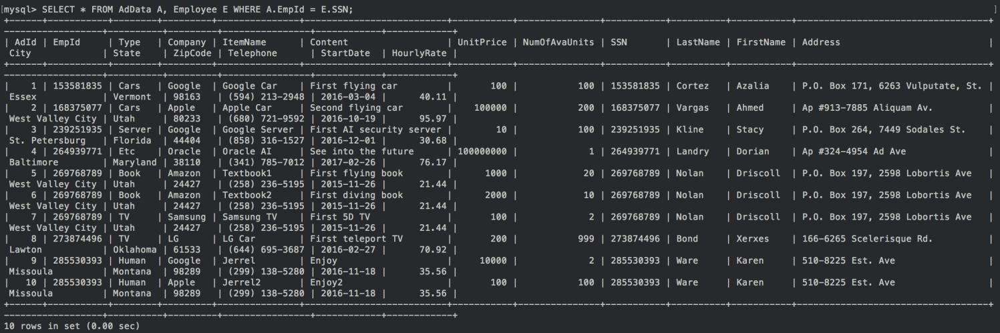 [mysql> SELECT * FROM AdData A, Employee E WHERE A.EmpId = E.SSN; ]
| AdId | EmpId | Type | Company | ItemName | Content | UnitPrice | NumOfAvaUnits | SSN | LastName | FirstName | Address |
City | State | ZipCode | Telephone | StartDate | HourlyRate |
| 1 | 153581835 | Cars | Google | Google Car | First flying car | 100 | 100 | 153581835 | Cortez | Azalia | P.O. Box 171, 6263 Vulputate, St. |
Essex | Vermont | 98163 | (594) 213-2948 | 2016-03-04 | 40.11 |
| 2 | 168375077 | Cars | Apple | Apple Car | Second flying car | 100000 | 200 | 168375077 | Vargas | Ahmed | Ap #913-7885 Aliquam Av. |
West Valley City | Utah | 80233 | (680) 721-9592 | 2016-10-19 | 95.97 |
| 3 | 239251935 | Server | Google | Google Server | First AI security server | 10 | 100 | 239251935 | Kline | Stacy | P.O. Box 264, 7449 Sodales St. |
St. Petersburg | Florida | 44404 | (858) 316-1527 | 2016-12-01 | 30.68 |
| 4 | 264939771 | Etc | Oracle | Oracle AI | See into the future | 100000000 | 1 | 264939771 | Landry | Dorian | Ap #324-4954 Ad Ave |
Baltimore | Maryland | 38110 | (341) 785-7012 | 2017-02-26 | 76.17 |
| 5 | 269768789 | Book | Amazon | Textbook1 | First flying book | 1000 | 20 | 269768789 | Nolan | Driscoll | P.O. Box 197, 2598 Lobortis Ave |
West Valley City | Utah | 24427 | (258) 236-5195 | 2015-11-26 | 21.44 |
| 6 | 269768789 | Book | Amazon | Textbook2 | First diving book | 2000 | 10 | 269768789 | Nolan | Driscoll | P.O. Box 197, 2598 Lobortis Ave |
West Valley City | Utah | 24427 | (258) 236-5195 | 2015-11-26 | 21.44 |
| 7 | 269768789 | TV | Samsung | Samsung TV | First 5D TV | 100 | 2 | 269768789 | Nolan | Driscoll | P.O. Box 197, 2598 Lobortis Ave |
West Valley City | Utah | 24427 | (258) 236-5195 | 2015-11-26 | 21.44 |
| 8 | 273874496 | TV | LG | LG Car | First teleport TV | 200 | 999 | 273874496 | Bond | Xerxes | 166-6265 Scelerisque Rd. |
Lawton | Oklahoma | 61533 | (644) 695-3687 | 2016-02-27 | 70.92 |
| 9 | 285530393 | Human | Google | Jerrel | Enjoy | 10000 | 2 | 285530393 | Ware | Karen | 510-8225 Est. Ave |
Missoula | Montana | 98289 | (299) 138-5280 | 2016-11-18 | 35.56 |
| 10 | 285530393 | Human | Apple | Jerrel2 | Enjoy2 | 100 | 100 | 285530393 | Ware | Karen | 510-8225 Est. Ave |
Missoula | Montana | 98289 | (299) 138-5280 | 2016-11-18 | 35.56 |
10 rows in set (0.00 sec)